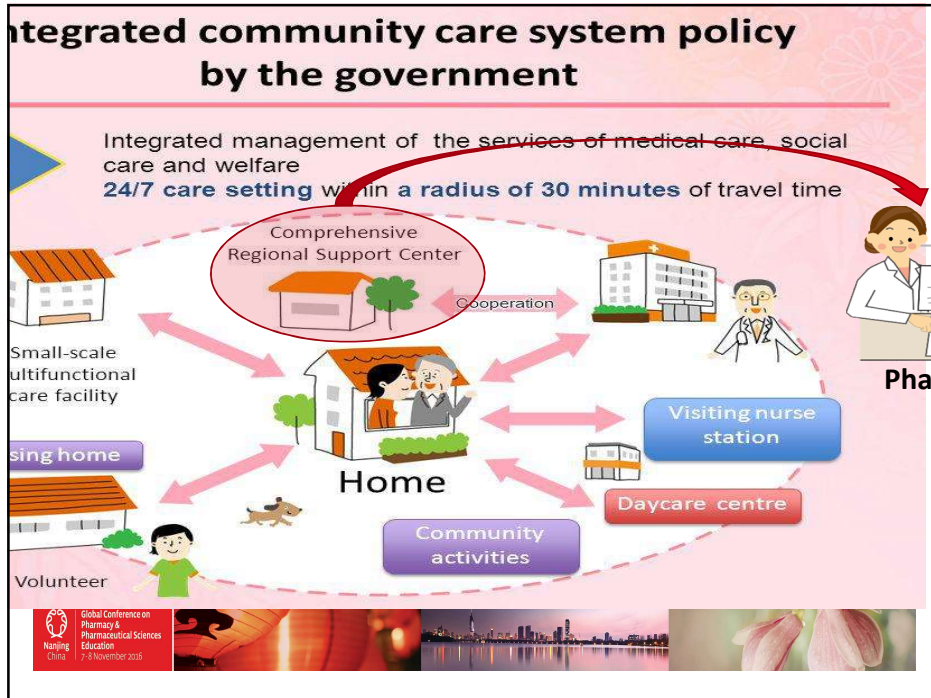 ntegrated community care system policy
by the government
Integrated management of the services of medical care, social
care and welfare
24/7 care setting within a radius of 30 minutes of travel time
Comprehensive
Regional Support Center
Cooperation
Small-scale
ultifunctional
care facility
Pha
Visiting nurse
station
sing home
Home
Daycare centre
Community
activities
Volunteer
Global Conference on
Pharmacy &
Pharmaceutical Sciences
Education
Nanjing
China
7-8 November 2016